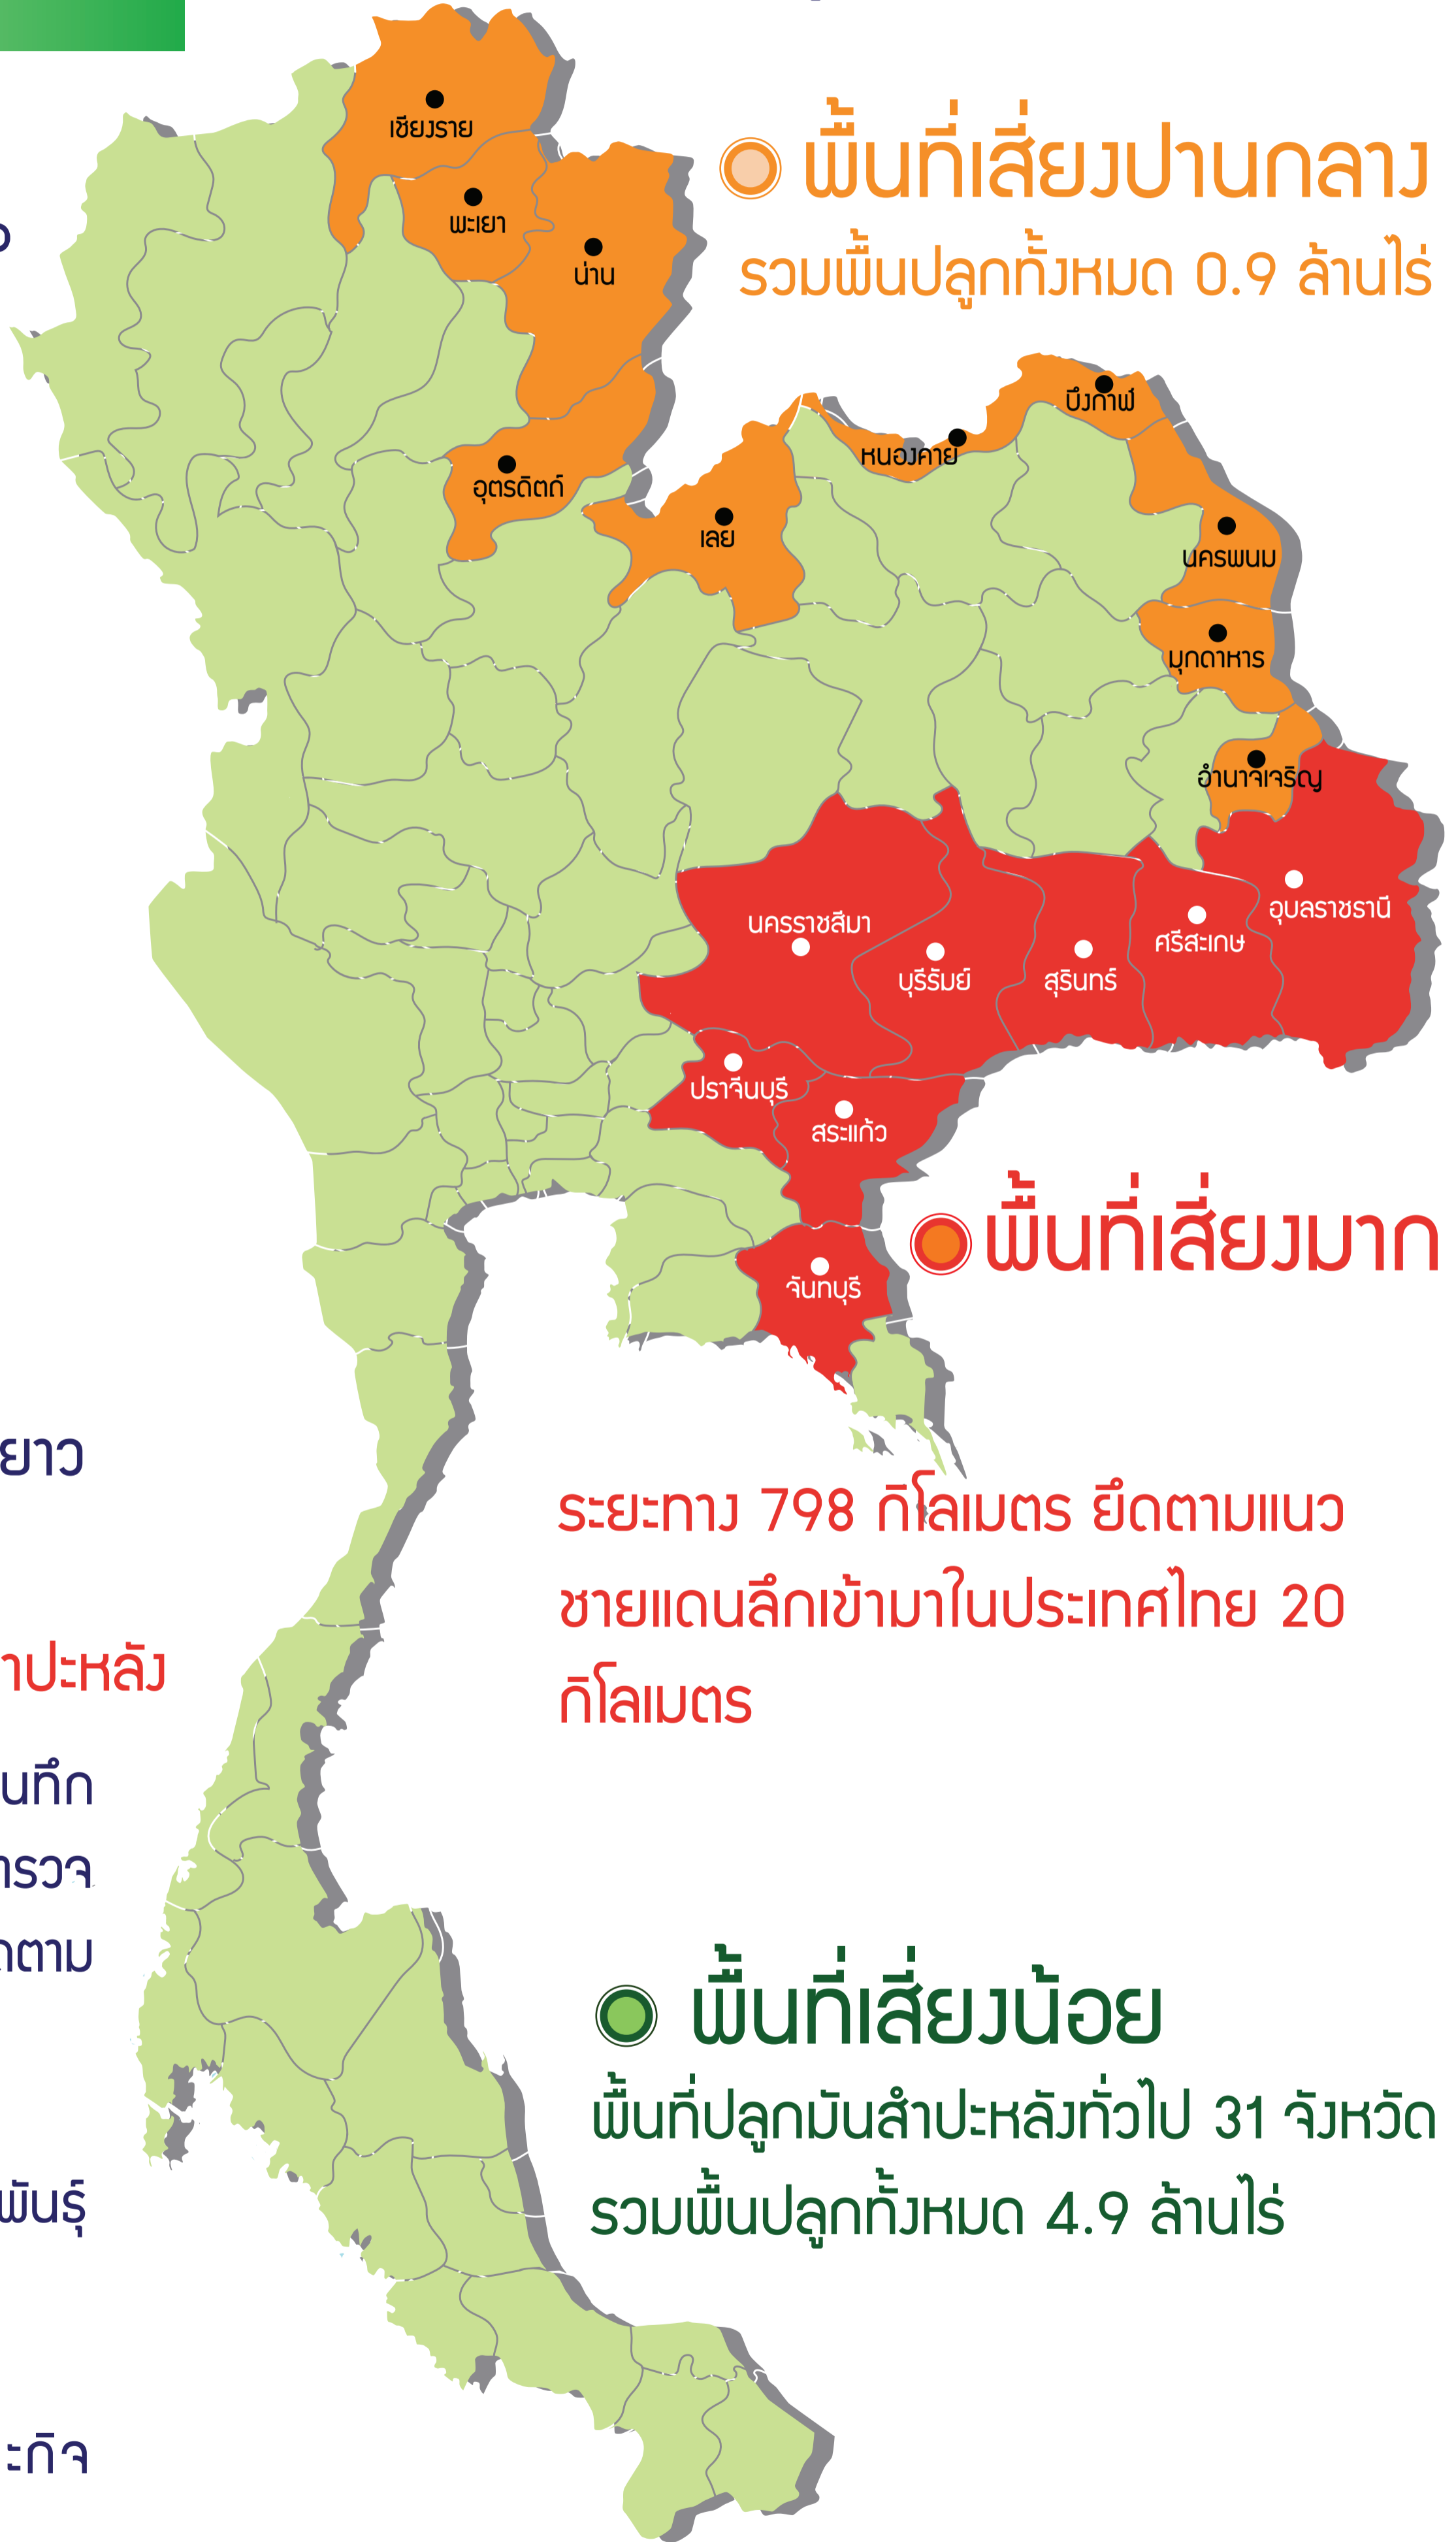 เชียงราย
พะเยา
น่าน
อุตรดิตถ์
พื้นที่เสี่ยงปานกลาง
รวมพื้นปลูกทั้งหมด 0.9 ล้านไร่
บึงกาฬ
หนองคาย
เลย
นครพนม
มุกดาหาร
อำนาจเจริญ
อุบลราชธานี
นครราชสีมา
ศรีสะเกษ
บุรีรัมย์
สุรินทร์
ปราจีนบุรี
สระแก้ว
จันทบุรี
พื้นที่เสี่ยงมาก
ยาว
ระยะทาง 798 กิโลเมตร ยึดตามแนว
ชายแดนลึกเข้ามาในประเทศไทย 20
กิโลเมตร
าปะหลัง
นทึก
ารวจ
ดตาม
พื้นที่เสี่ยงน้อย
พื้นที่ปลูกมันสำปะหลังทั่วไป 31 จังหวัด
รวมพื้นปลูกทั้งหมด 4.9 ล้านไร่
พันธุ์
ะกิจ